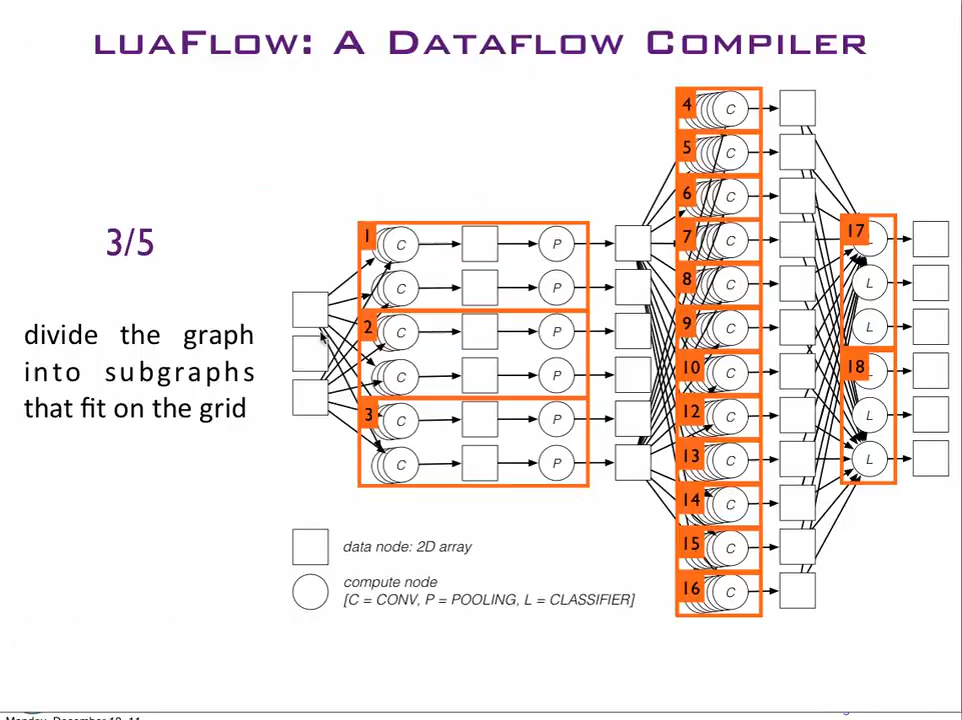 luaFlow: A Dataflow Compiler
3/5
divide the graph
into subgraphs
that fit on the grid
1
C
P
C
P
2
C
P
C
P
3
C
P
C
P
4
C
5
C
6
C
7
C
8
C
9
C
10
C
12
C
13
C
14
C
15
C
16
C
17
L
L
18
L
L
data node: 2D array
compute node
[C = CONV, P = POOLING, L = CLASSIFIER]